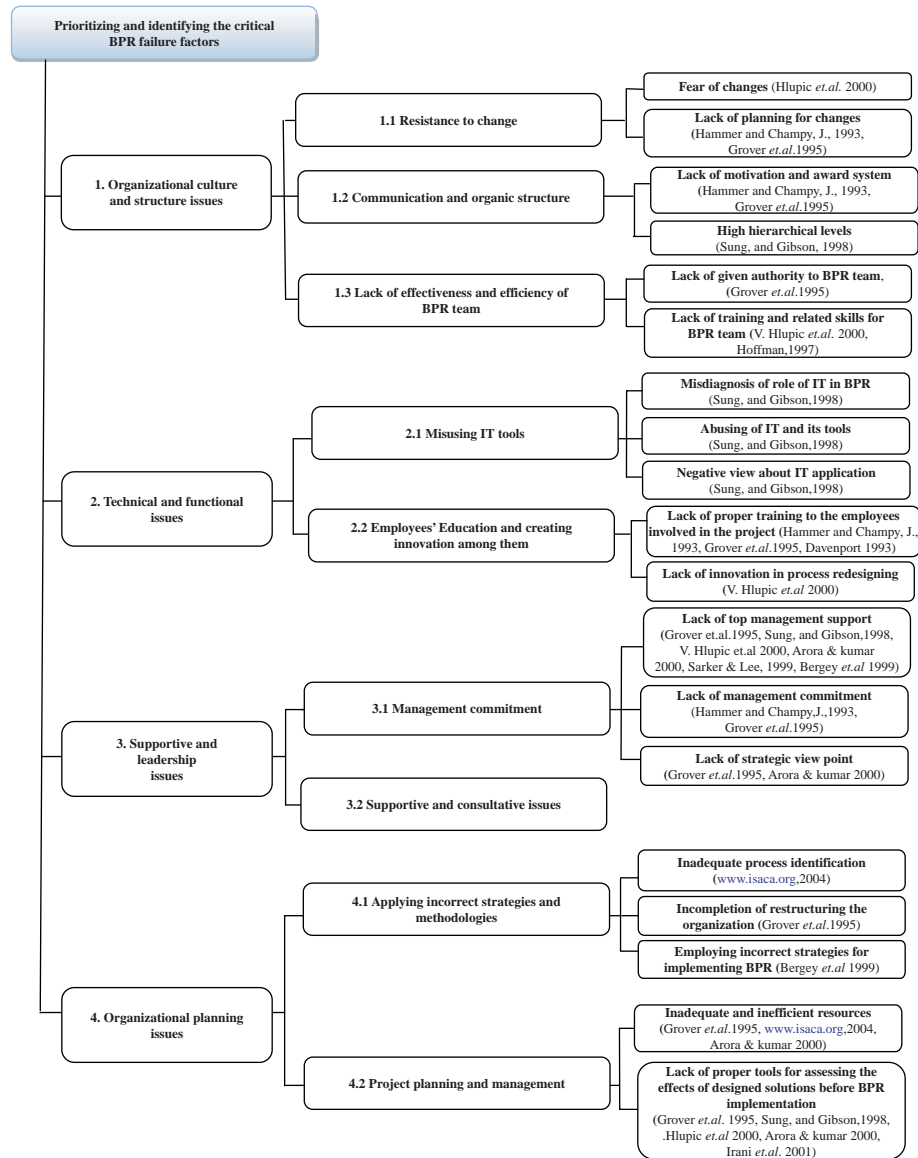 Prioritizing and identifying the critical
BPR failure factors
1. Organizational culture
and structure issues
1.1 Resistance to change
Fear of changes (Hlupic et.al. 2000)
Lack of planning for changes
(Hammer and Champy, J., 1993,
Grover et.al.1995)
1.2 Communication and organic structure
Lack of motivation and award system
(Hammer and Champy, J., 1993,
Grover et.al.1995)
High hierarchical levels
(Sung, and Gibson, 1998)
1.3 Lack of effectiveness and efficiency of
BPR team
Lack of given authority to BPR team,
(Grover et.al.1995)
Lack of training and related skills for
BPR team (V. Hlupic et.al. 2000,
Hoffman,1997)
2. Technical and functional
issues
2.1 Misusing IT tools
Misdiagnosis of role of IT in BPR
(Sung, and Gibson,1998)
Abusing of IT and its tools
(Sung, and Gibson,1998)
Negative view about IT application
(Sung, and Gibson,1998)
2.2 Employees' Education and creating
innovation among them
Lack of proper training to the employees
involved in the project (Hammer and Champy, J.,
1993, Grover et.al.1995, Davenport 1993)
Lack of innovation in process redesigning
(V. Hlupic et.al 2000)
3. Supportive and
leadership
issues
3.1 Management commitment
Lack of top management support
(Grover et.al.1995, Sung, and Gibson,1998,
V. Hlupic et.al 2000, Arora & kumar
2000, Sarker & Lee, 1999, Bergey et.al 1999)
Lack of management commitment
(Hammer and Champy,J.,1993,
Grover et.al.1995)
Lack of strategic view point
(Grover et.al.1995, Arora & kumar 2000)
3.2 Supportive and consultative issues
4. Organizational planning
issues
4.1 Applying incorrect strategies and
methodologies
Inadequate process identification
(www.isaca.org,2004)
Incompletion of restructuring the
organization (Grover et.al.1995)
Employing incorrect strategies for
implementing BPR (Bergey et.al 1999)
4.2 Project planning and management
Inadequate and inefficient resources
(Grover et.al.1995, www.isaca.org,2004,
Arora & kumar 2000)
Lack of proper tools for assessing the
effects of designed solutions before BPR
implementation
(Grover et.al. 1995, Sung, and Gibson,1998,
.Hlupic et.al 2000, Arora & kumar 2000,
Irani et.al. 2001)